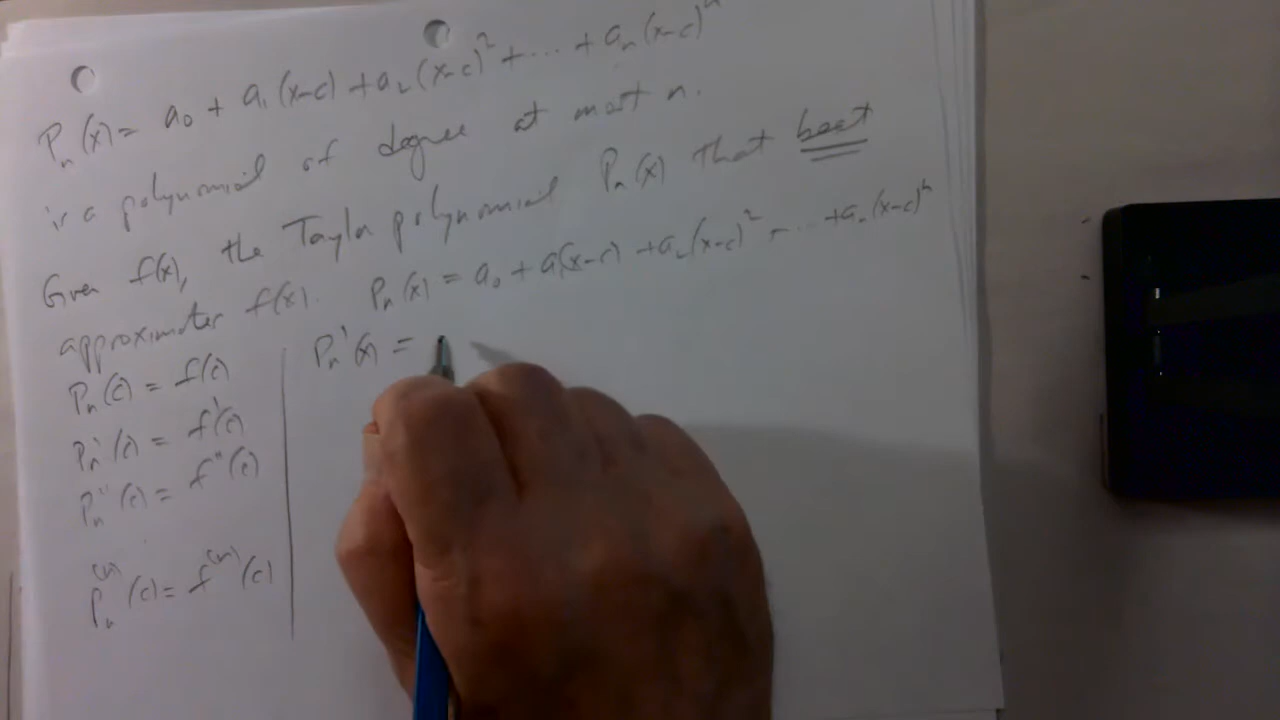 Pₙ(x) = a₀ + a₁(x-c) + a₂(x-c)² + ... + aₙ(x-c)ⁿ
is a polynomial of degree at most n.
Given f(x), the Taylor polynomial Pₙ(x) that best
approximates f(x). Pₙ(x) = a₀ + a(x-c) + a₂(x-c)² + ... + aₙ(x-c)ⁿ
Pₙ(c) = f(c)
Pₙ'(c) = f'(c)
Pₙ''(c) = f''(c)
Pₙ⁽ⁿ⁾(c) = f⁽ⁿ⁾(c)
Pₙ'(x) =